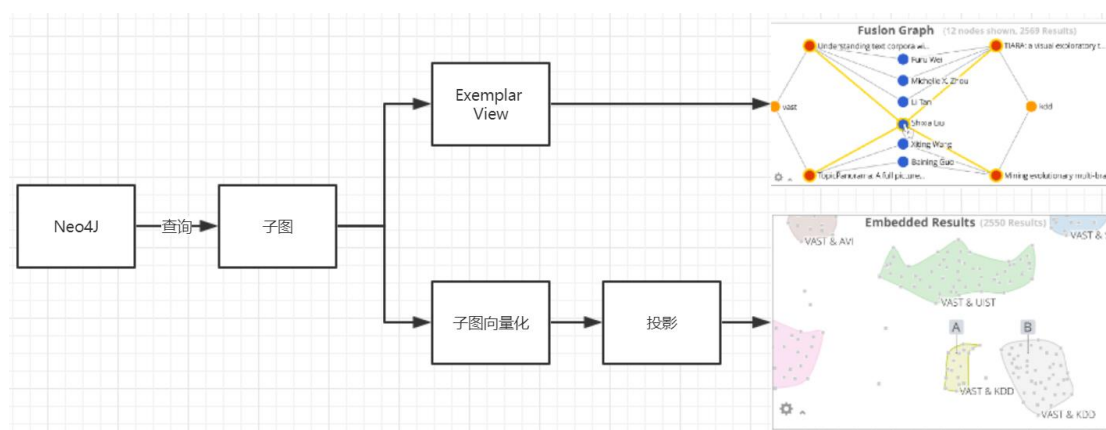 Neo4J
查询
子图
Exemplar
View
子图向量化
投影
Fusion Graph (12 nodes shown, 2569 Results)
Understanding text corpora wi...
TIARA: a visual exploratory t...
Furu Wei
Michelle X. Zhou
Li Tan
vast
kdd
Shixia Liu
Xiting Wang
Baining Guo
TopicPanorama: A full picture...
Mining evolutionary multi-bra
Embedded Results (2550 Results)
VAST & AVI
VAST &
VAST & UIST
A
B
VAST & KDD
VAST & KDD